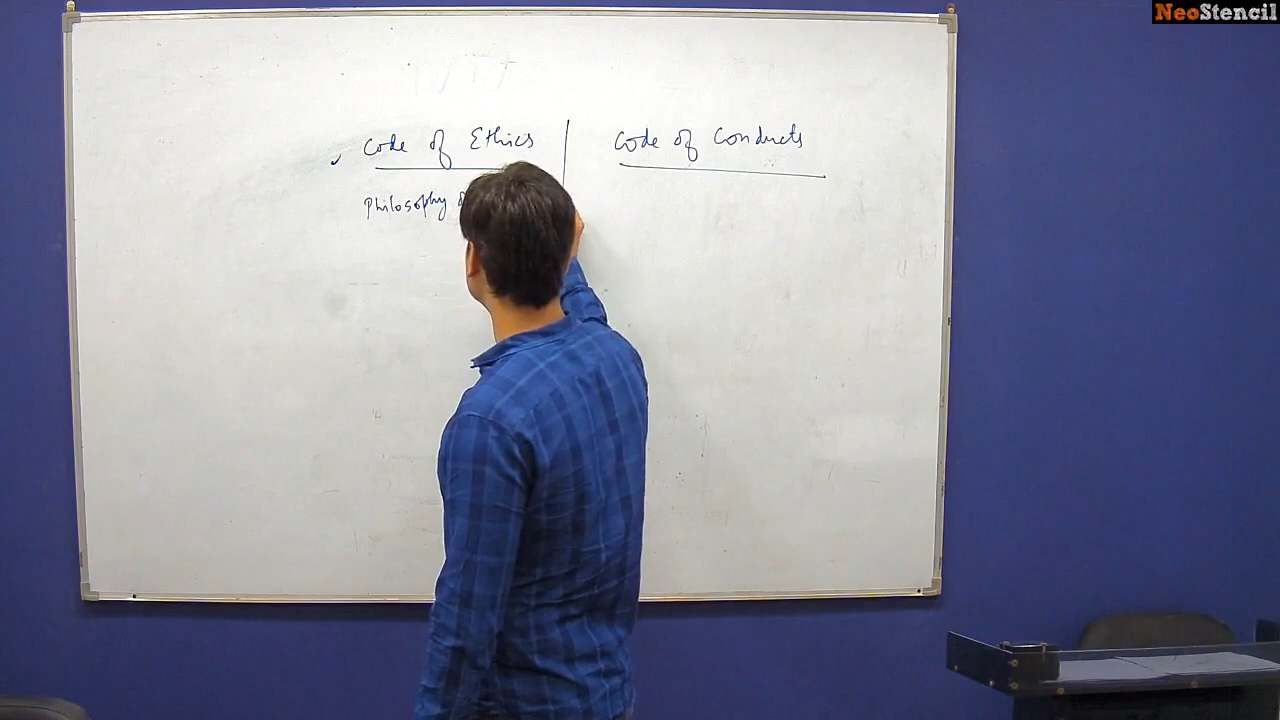 NeoStencil
Code of Ethics
Code of Conducts
Philosophy